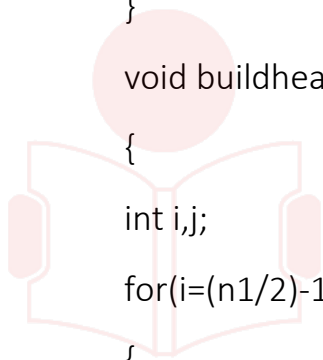 }
void buildhea
{
int i,j;
for(i=(n1/2)-1
{